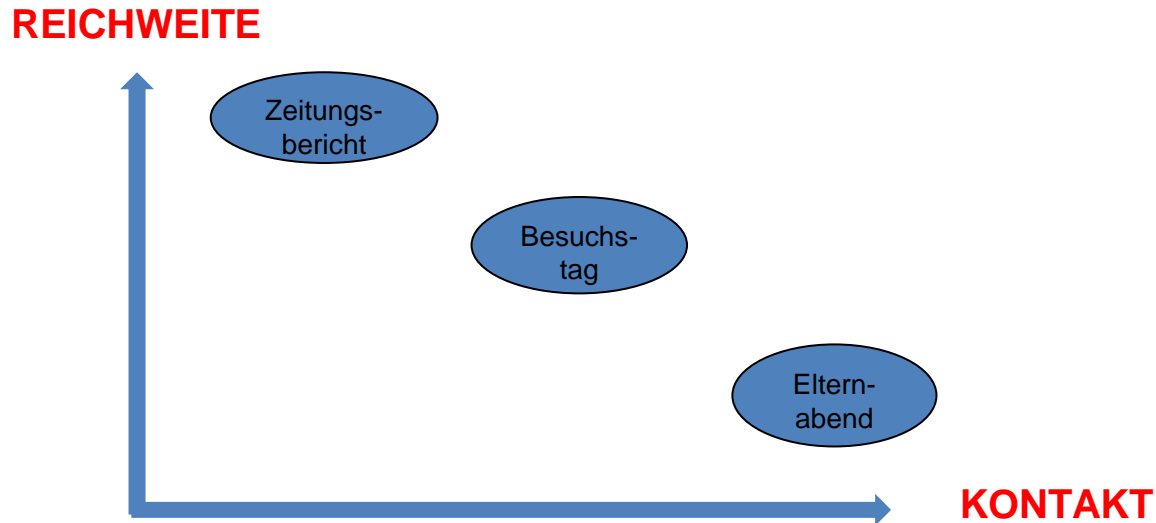 REICHWEITE
Zeitungs-
bericht
Besuchs-
tag
Eltern-
abend
KONTAKT